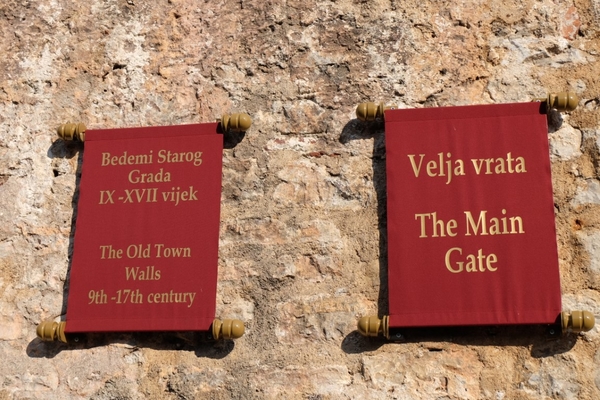 Bedemi Starog
Grada
IX -XVII vijek
The Old Town
Walls
9th -17th century
Velja vrata
The Main
Gate